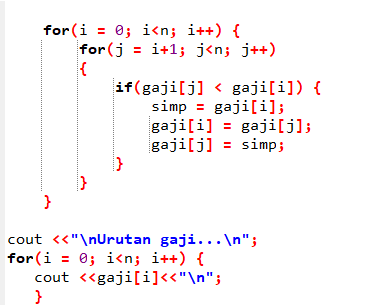 for(i = 0; i<n; i++) {
for(j = i+1; j<n; j++)
{
if(gaji[j] < gaji[i]) {
simp = gaji[i];
gaji[i] = gaji[j];
gaji[j] = simp;
}
}
}
cout <<"\nUrutan gaji...\n";
for(i = 0; i<n; i++) {
cout <<gaji[i]<<"\n";
}